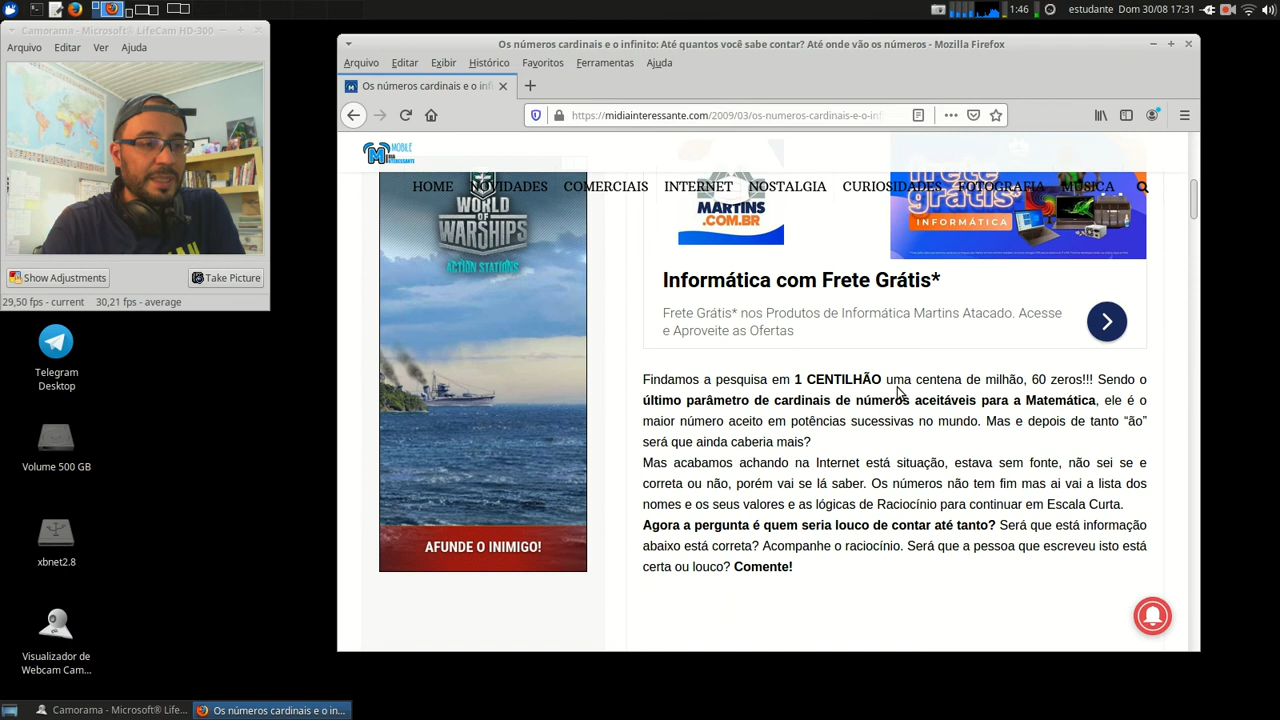 1:46 estudante Dom 30/08 17:31
Camorama - Microsoft® LifeCam HD-300
Arquivo Editar Ver Ajuda
Show Adjustments Take Picture
29,50 fps - current 30,21 fps - average
Telegram
Desktop
Volume 500 GB
xbnet2.8
Visualizador de
Webcam Cam...
Os números cardinais e o infinito: Até quantos você sabe contar? Até onde vão os números - Mozilla Firefox
Arquivo Editar Exibir Histórico Favoritos Ferramentas Ajuda
Os números cardinais e o infi
https://midiainteressante.com/2009/03/os-numeros-cardinais-e-o-inf
MOBILE
MIDIA
INTERESSANTE
HOME NOVIDADES COMERCIAIS INTERNET NOSTALGIA CURIOSIDADES FOTOGRAFIA MÚSICA
WORLD
OF
WARSHIPS
ACTION STATIONS
AFUNDE O INIMIGO!
MARTINS
.COM.BR
frete
grátis*
INFORMÁTICA
Informática com Frete Grátis*
Frete Grátis* nos Produtos de Informática Martins Atacado. Acesse
e Aproveite as Ofertas
Findamos a pesquisa em 1 CENTILHÃO uma centena de milhão, 60 zeros!!! Sendo o
último parâmetro de cardinais de números aceitáveis para a Matemática, ele é o
maior número aceito em potências sucessivas no mundo. Mas e depois de tanto “ão”
será que ainda caberia mais?
Mas acabamos achando na Internet está situação, estava sem fonte, não sei se e
correta ou não, porém vai se lá saber. Os números não tem fim mas ai vai a lista dos
nomes e os seus valores e as lógicas de Raciocínio para continuar em Escala Curta.
Agora a pergunta é quem seria louco de contar até tanto? Será que está informação
abaixo está correta? Acompanhe o raciocínio. Será que a pessoa que escreveu isto está
certa ou louco? Comente!
Camorama - Microsoft® Life... Os números cardinais e o in...